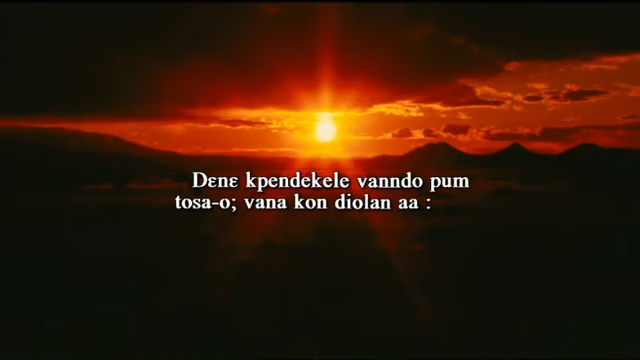 Dɛnɛ kpendekele vanndo pum
tosa-o; vana kon diolan aa :